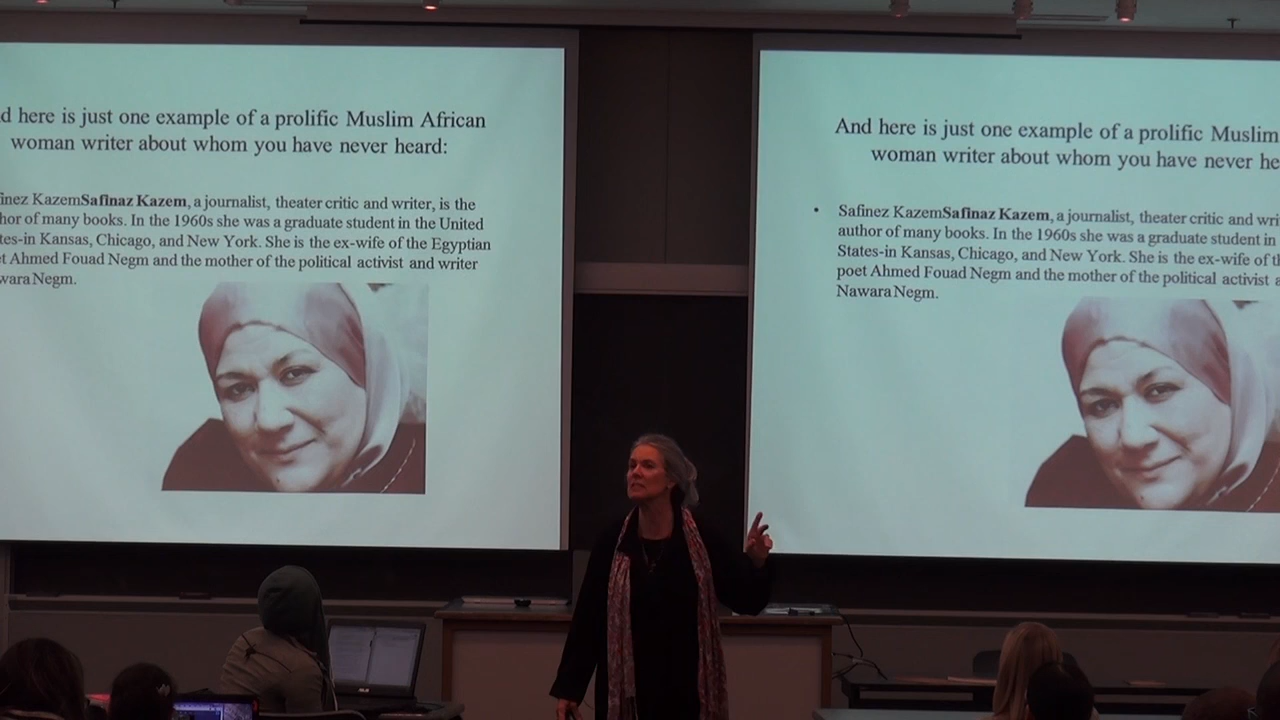 d here is just one example of a prolific Muslim African
woman writer about whom you have never heard:
inez KazemSafinaz Kazem, a journalist, theater critic and writer, is the
hor of many books. In the 1960s she was a graduate student in the United
tes-in Kansas, Chicago, and New York. She is the ex-wife of the Egyptian
t Ahmed Fouad Negm and the mother of the political activist and writer
wara Negm.
And here is just one example of a prolific Muslim
woman writer about whom you have never he
• Safinez KazemSafinaz Kazem, a journalist, theater critic and wri
author of many books. In the 1960s she was a graduate student in
States-in Kansas, Chicago, and New York. She is the ex-wife of th
poet Ahmed Fouad Negm and the mother of the political activist a
Nawara Negm.